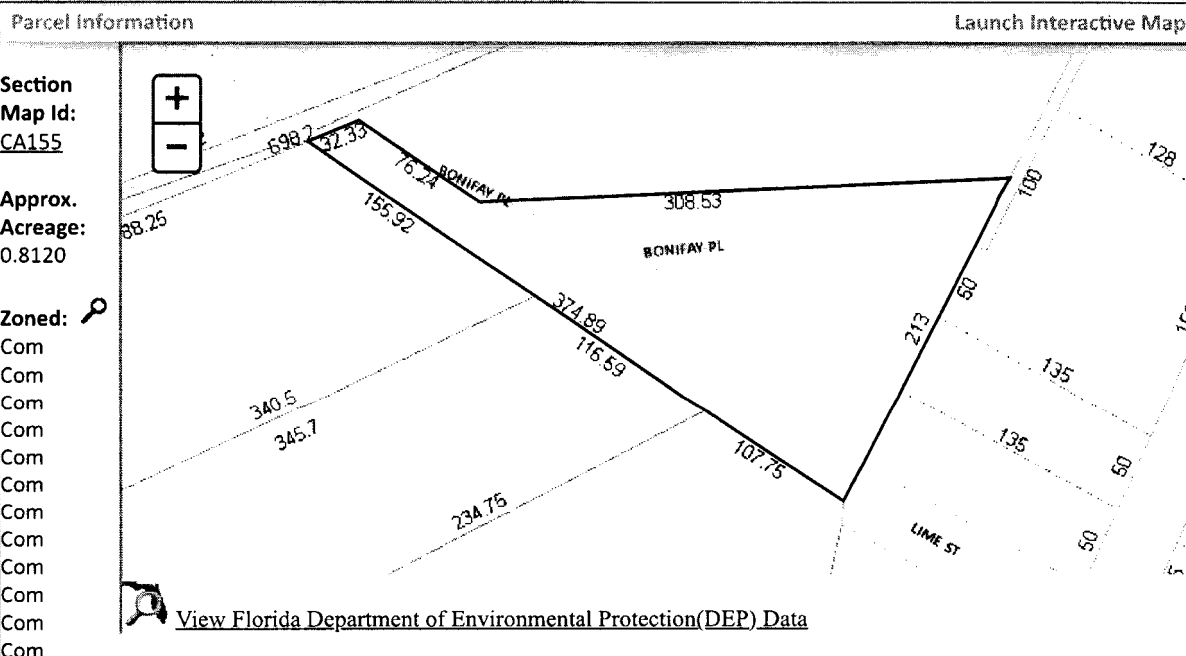 Parcel Information
Launch Interactive Map
Section
Map Id:
CA155
Approx.
Acreage:
0.8120
Zoned:
Com
Com
Com
Com
Com
Com
Com
Com
Com
Com
Com
Com
+
−
698.2
32.33
76.24
BONIFAY PL
308.53
100
128
88.25
155.92
BONIFAY PL
60
374.89
213
116.59
135
340.5
345.7
135
107.75
50
234.75
LIME ST
50
View Florida Department of Environmental Protection(DEP) Data